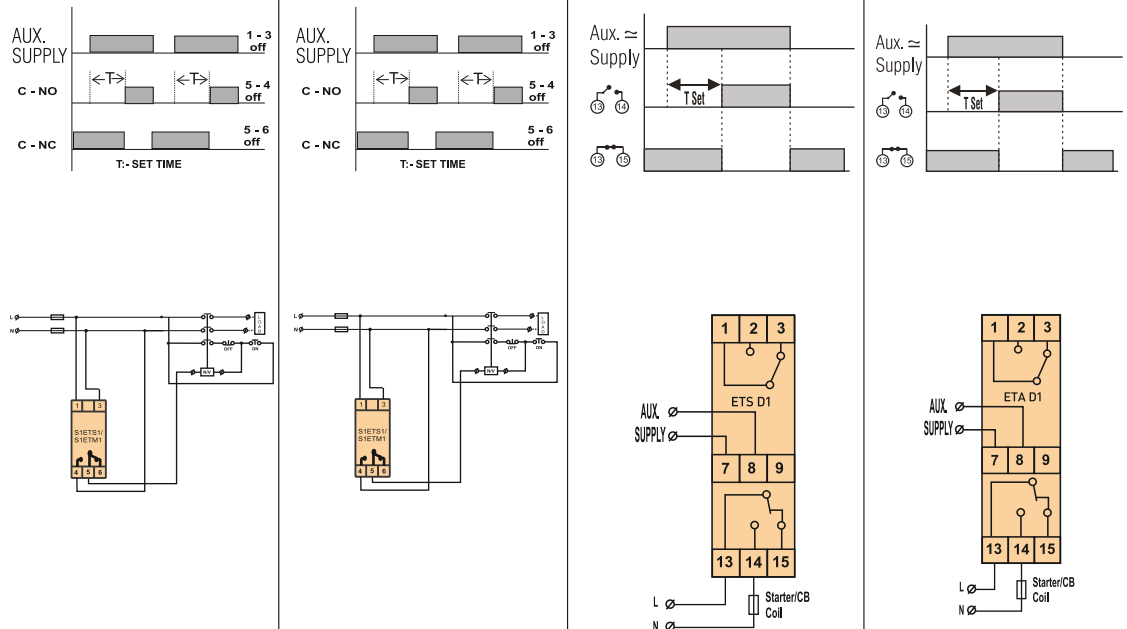 AUX.
SUPPLY
1 - 3
off
C - NO
T
T
5 - 4
off
C - NC
5 - 6
off
T:- SET TIME
L
N
LOAD
OFF
ON
N/V
1 3
S1ETS1/
S1ETM1
4 5 6
AUX.
SUPPLY
1 - 3
off
C - NO
T
T
5 - 4
off
C - NC
5 - 6
off
T:- SET TIME
L
N
LOAD
OFF
ON
N/V
1 3
S1ETS1/
S1ETM1
4 5 6
Aux. ≃
Supply
T Set
13 14
13 15
1 2 3
ETS D1
AUX.
SUPPLY
7 8 9
13 14 15
L
Starter/CB
Coil
N
Aux. ≃
Supply
T Set
13 14
13 15
1 2 3
ETA D1
AUX.
SUPPLY
7 8 9
13 14 15
L
Starter/CB
Coil
N